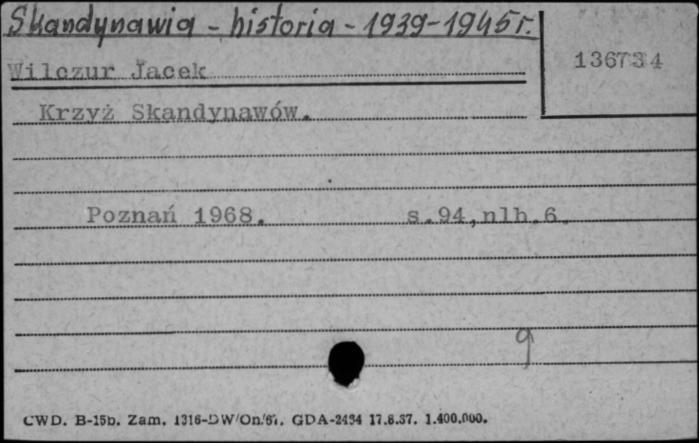 Skandynawia - historia - 1939-1945 r.
136734
Wilczur Jacek
Krzyż Skandynawów.
Poznań 1968. s.94,nlb.6.
9
CWD. B-15b. Zam. 1316-DW/On/67. GDA-2434 17.8.67. 1.400.000.